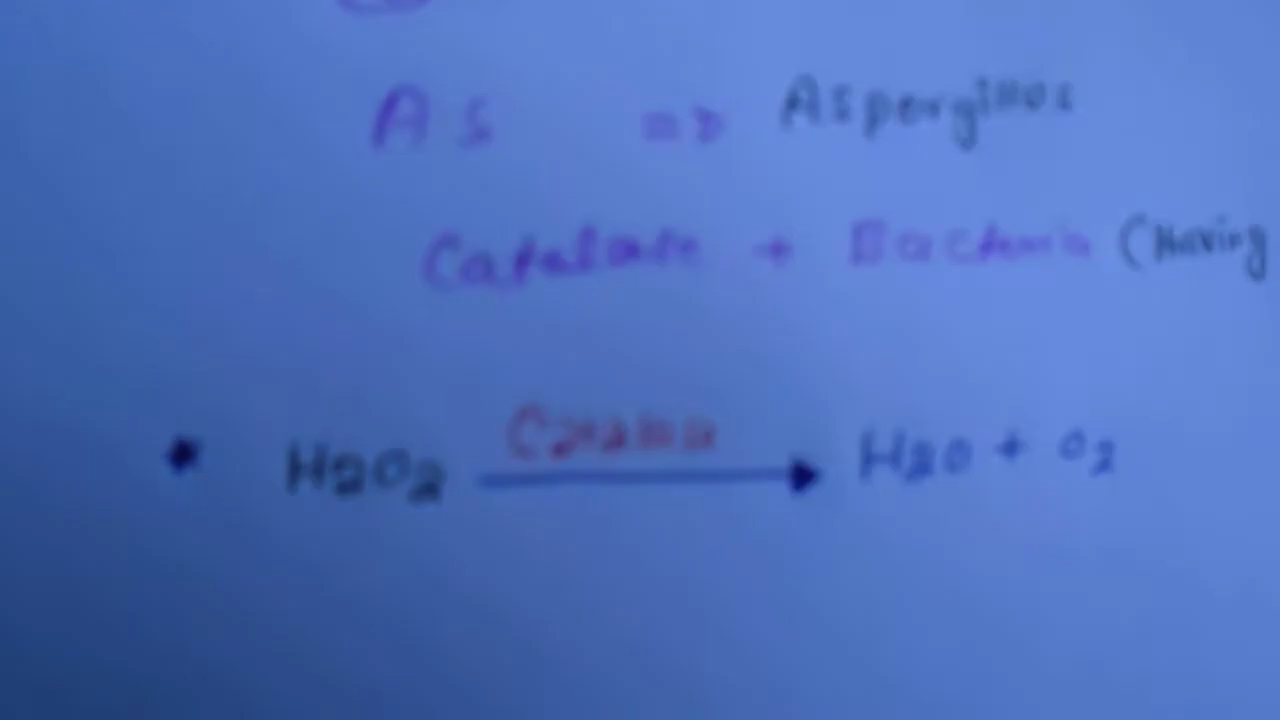 As => Aspergillus
Catalase + Bacteria (Having
* H2O2 Catalase → H2O + O2